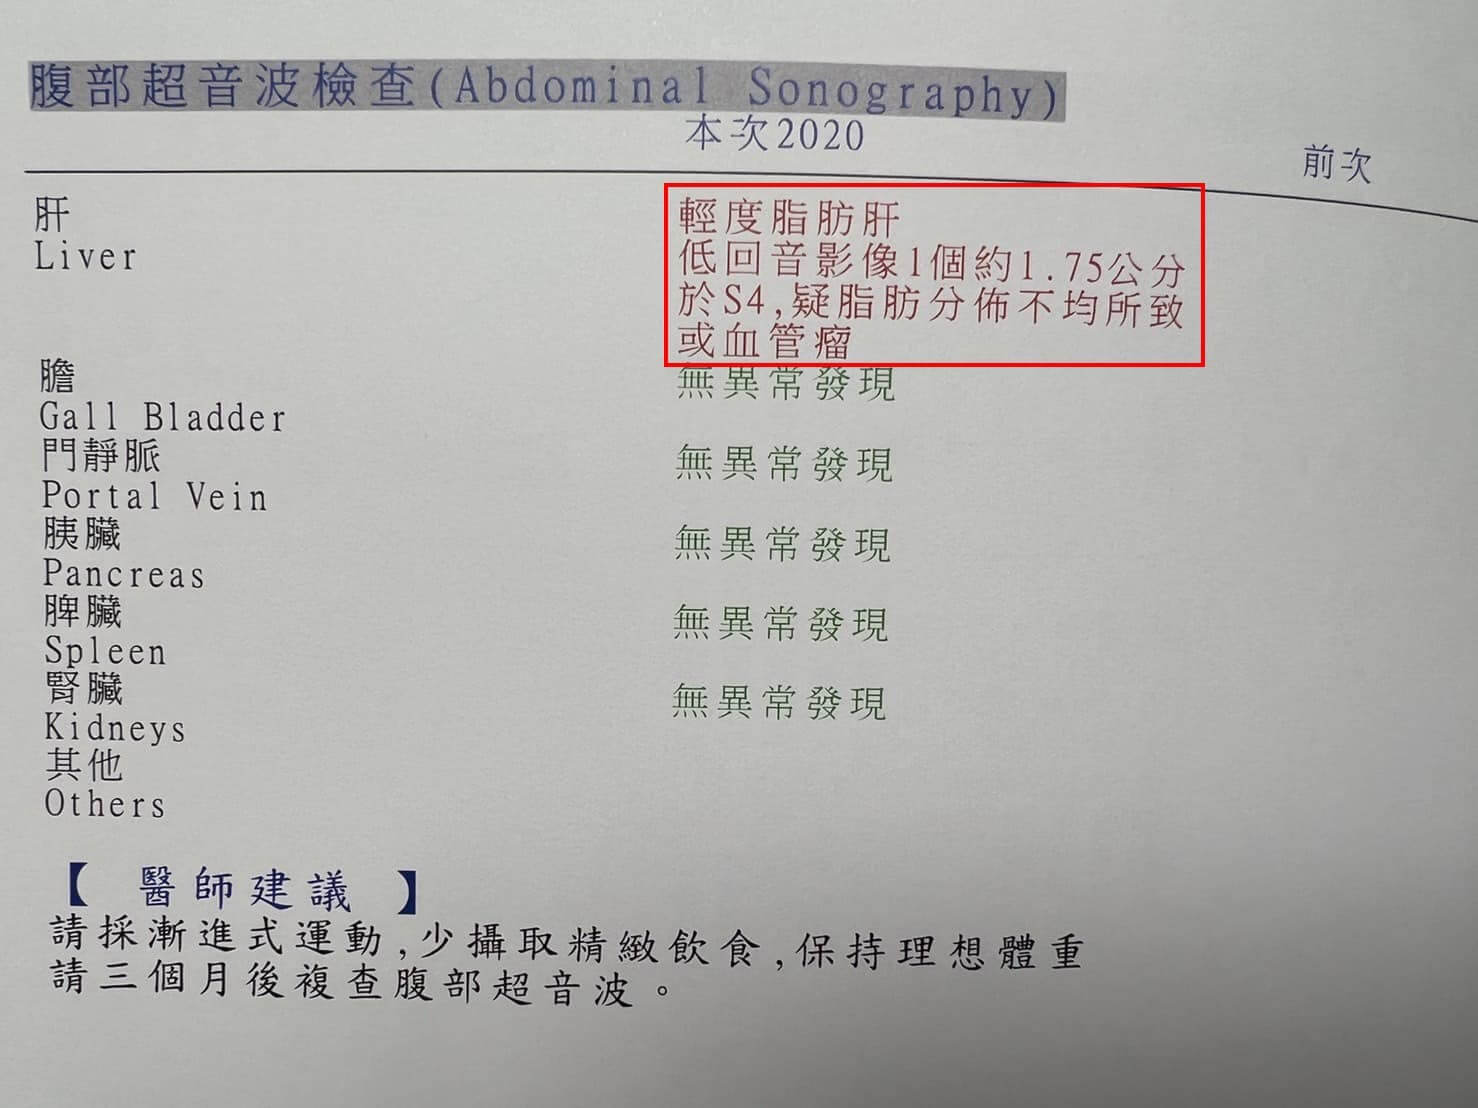 腹部超音波檢查(Abdominal Sonography)
本次2020
前次
肝
Liver
輕度脂肪肝
低回音影像1個約1.75公分
於S4,疑脂肪分佈不均所致
或血管瘤
膽
Gall Bladder
無異常發現
門靜脈
Portal Vein
無異常發現
胰臟
Pancreas
無異常發現
脾臟
Spleen
無異常發現
腎臟
Kidneys
無異常發現
其他
Others
【 醫師建議 】
請採漸進式運動,少攝取精緻飲食,保持理想體重
請三個月後複查腹部超音波。